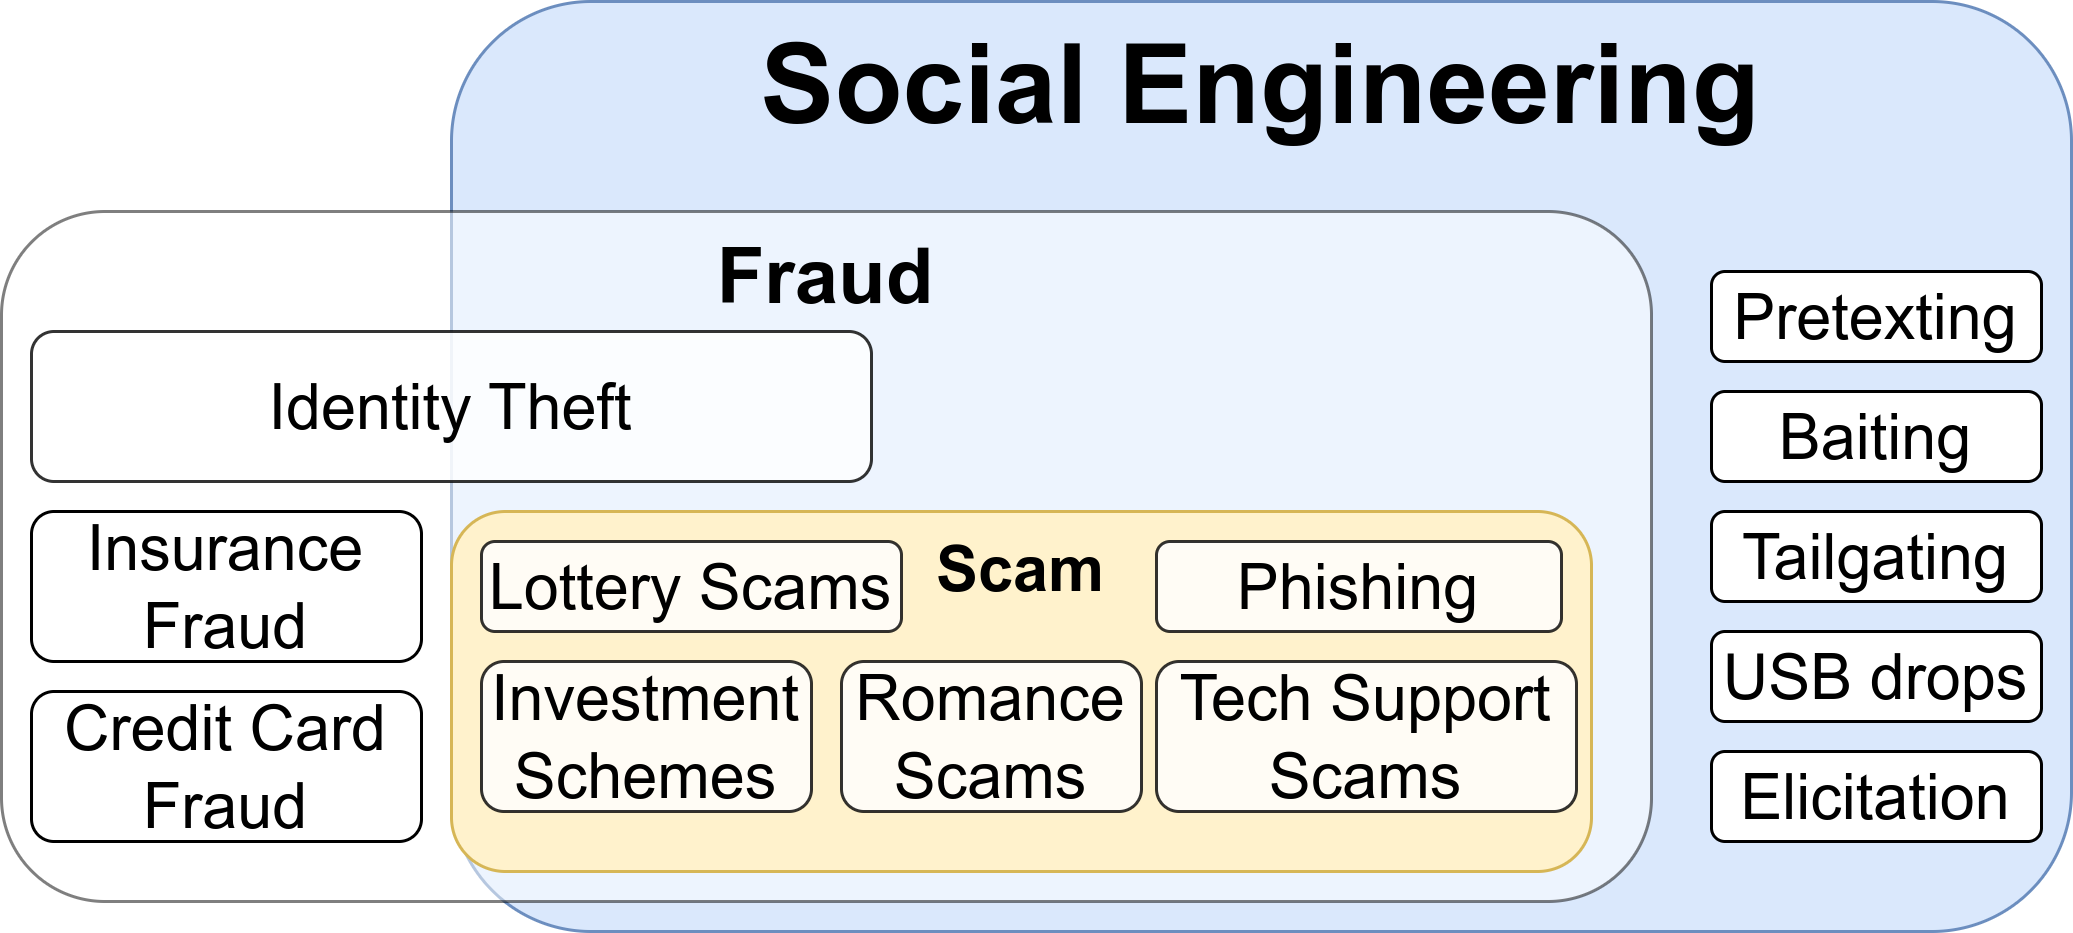 Social Engineering
Fraud
Identity Theft
Insurance
Fraud
Credit Card
Fraud
Scam
Lottery Scams
Phishing
Investment
Schemes
Romance
Scams
Tech Support
Scams
Pretexting
Baiting
Tailgating
USB drops
Elicitation